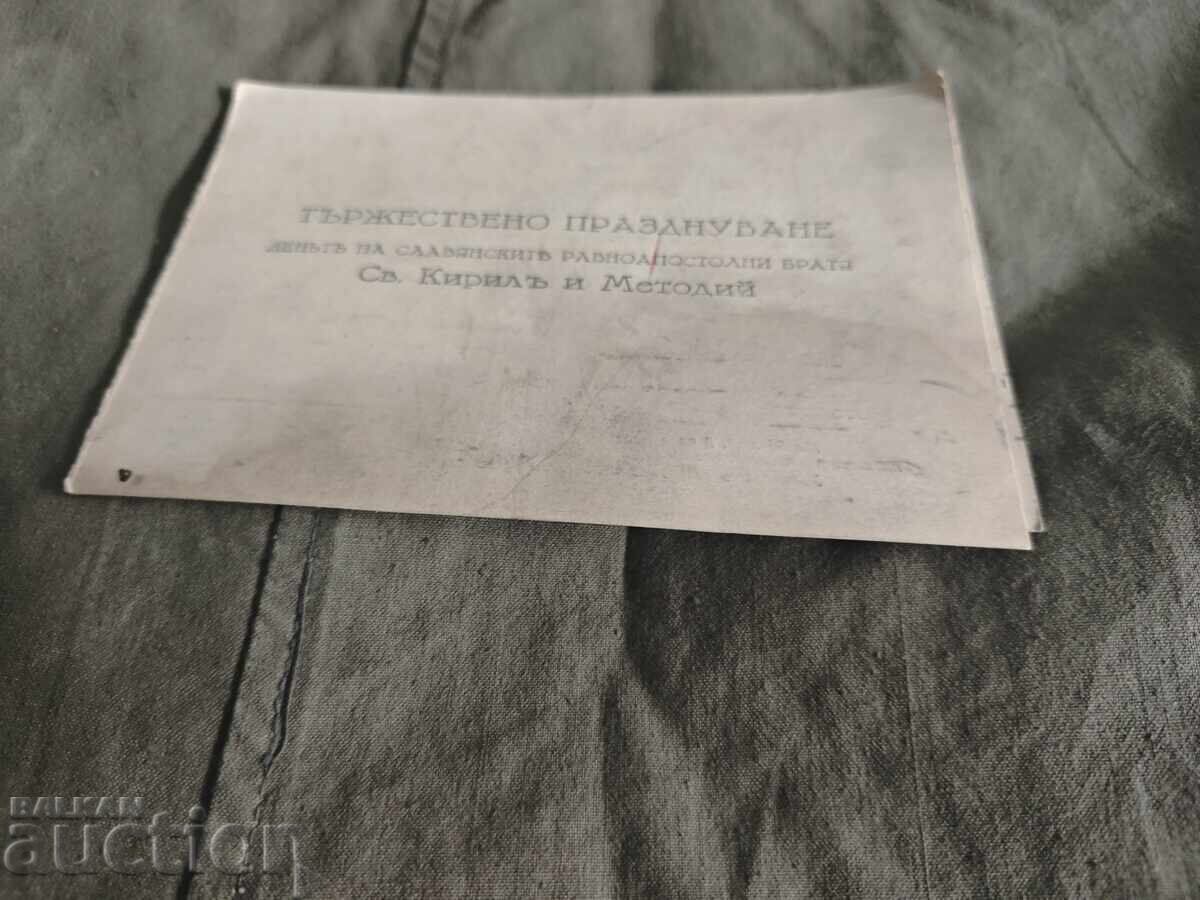 ТЪРЖЕСТВЕНО ПРАЗДНУВАНЕ
ДЕНЬТЪ НА СЛАВЯНСКИТѢ РАВНОАПОСТОЛНИ БРАТЯ
Св. Кирилъ и Методий
BALKAN
auction